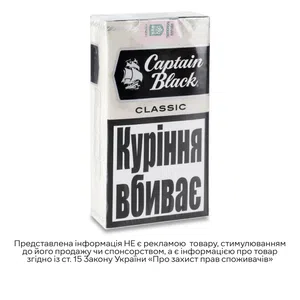 Captain
Black
CLASSIC
Куріння
вбиває
Представлена інформація НЕ є рекламою товару, стимулюванням
до його продажу чи спонсорством, а є інформацією про товар
згідно із ст. 15 Закону України «Про захист прав споживачів»